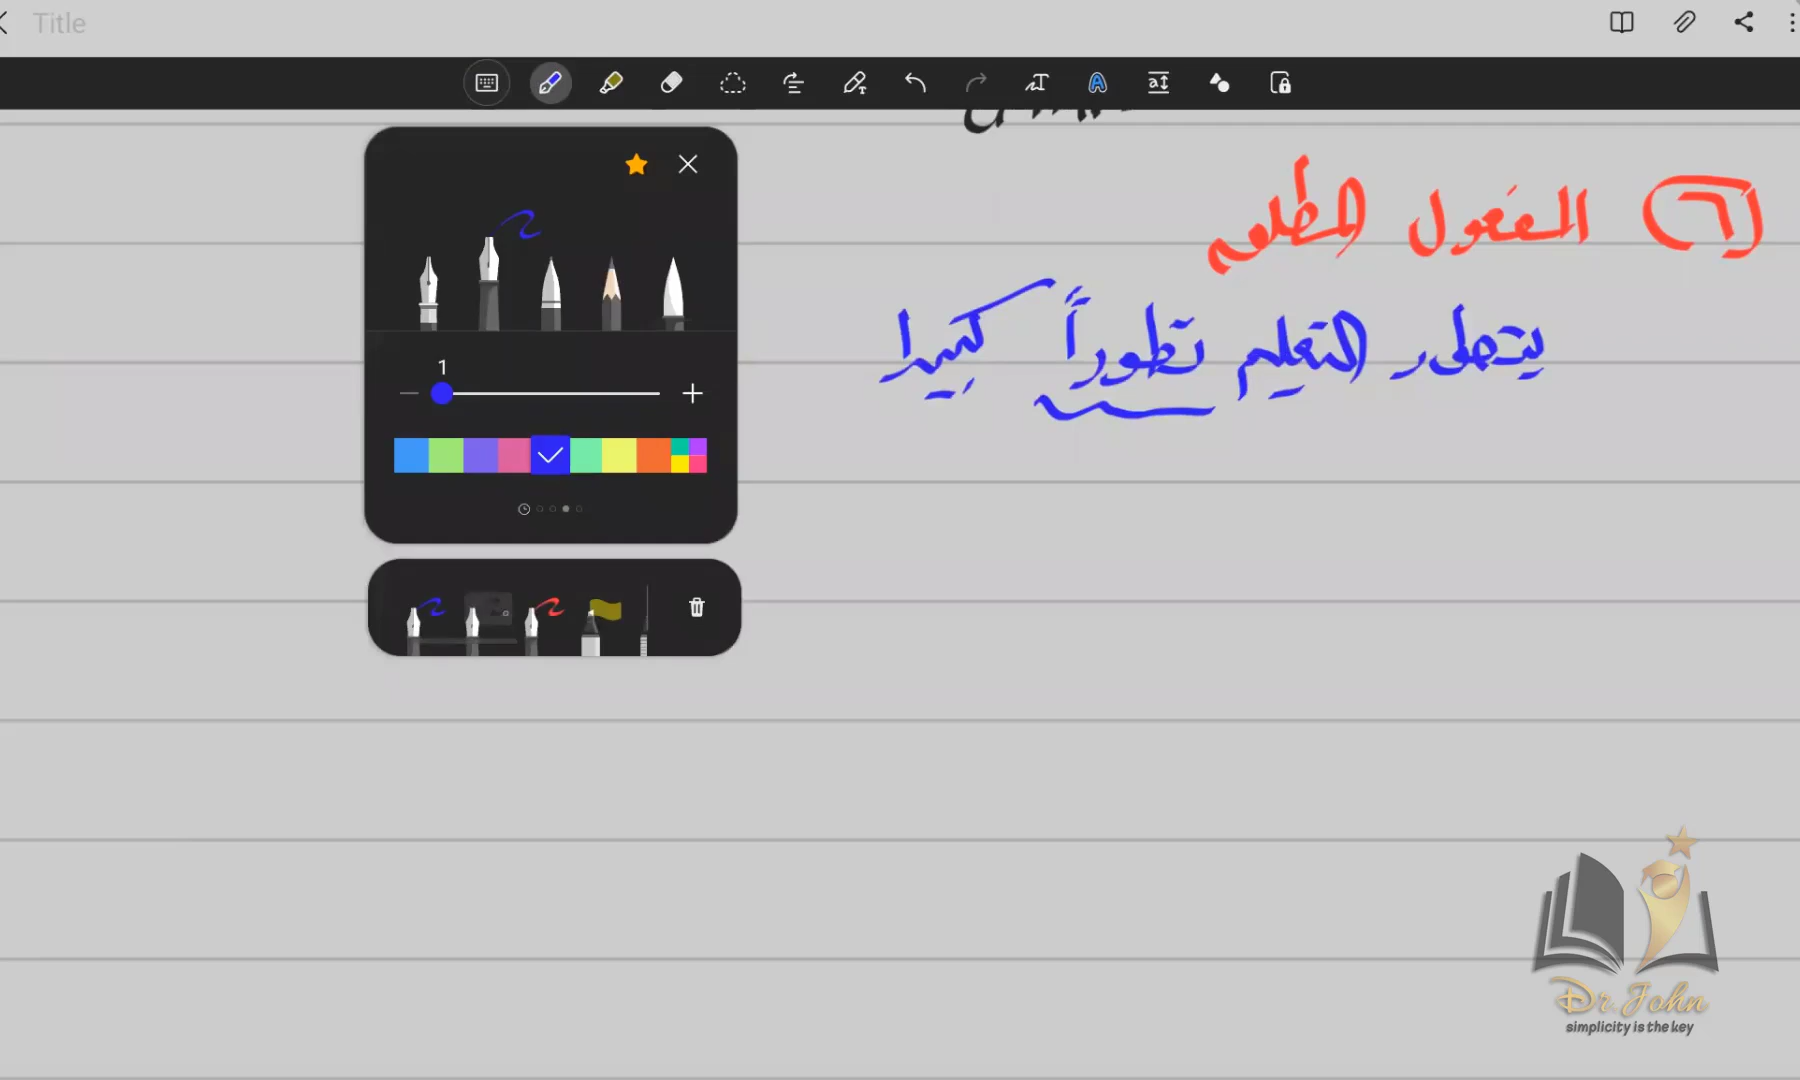 Title
٦ المفعول المطلق
يتطور التعليم تطوراً كبيرا
1
Dr. John
simplicity is the key